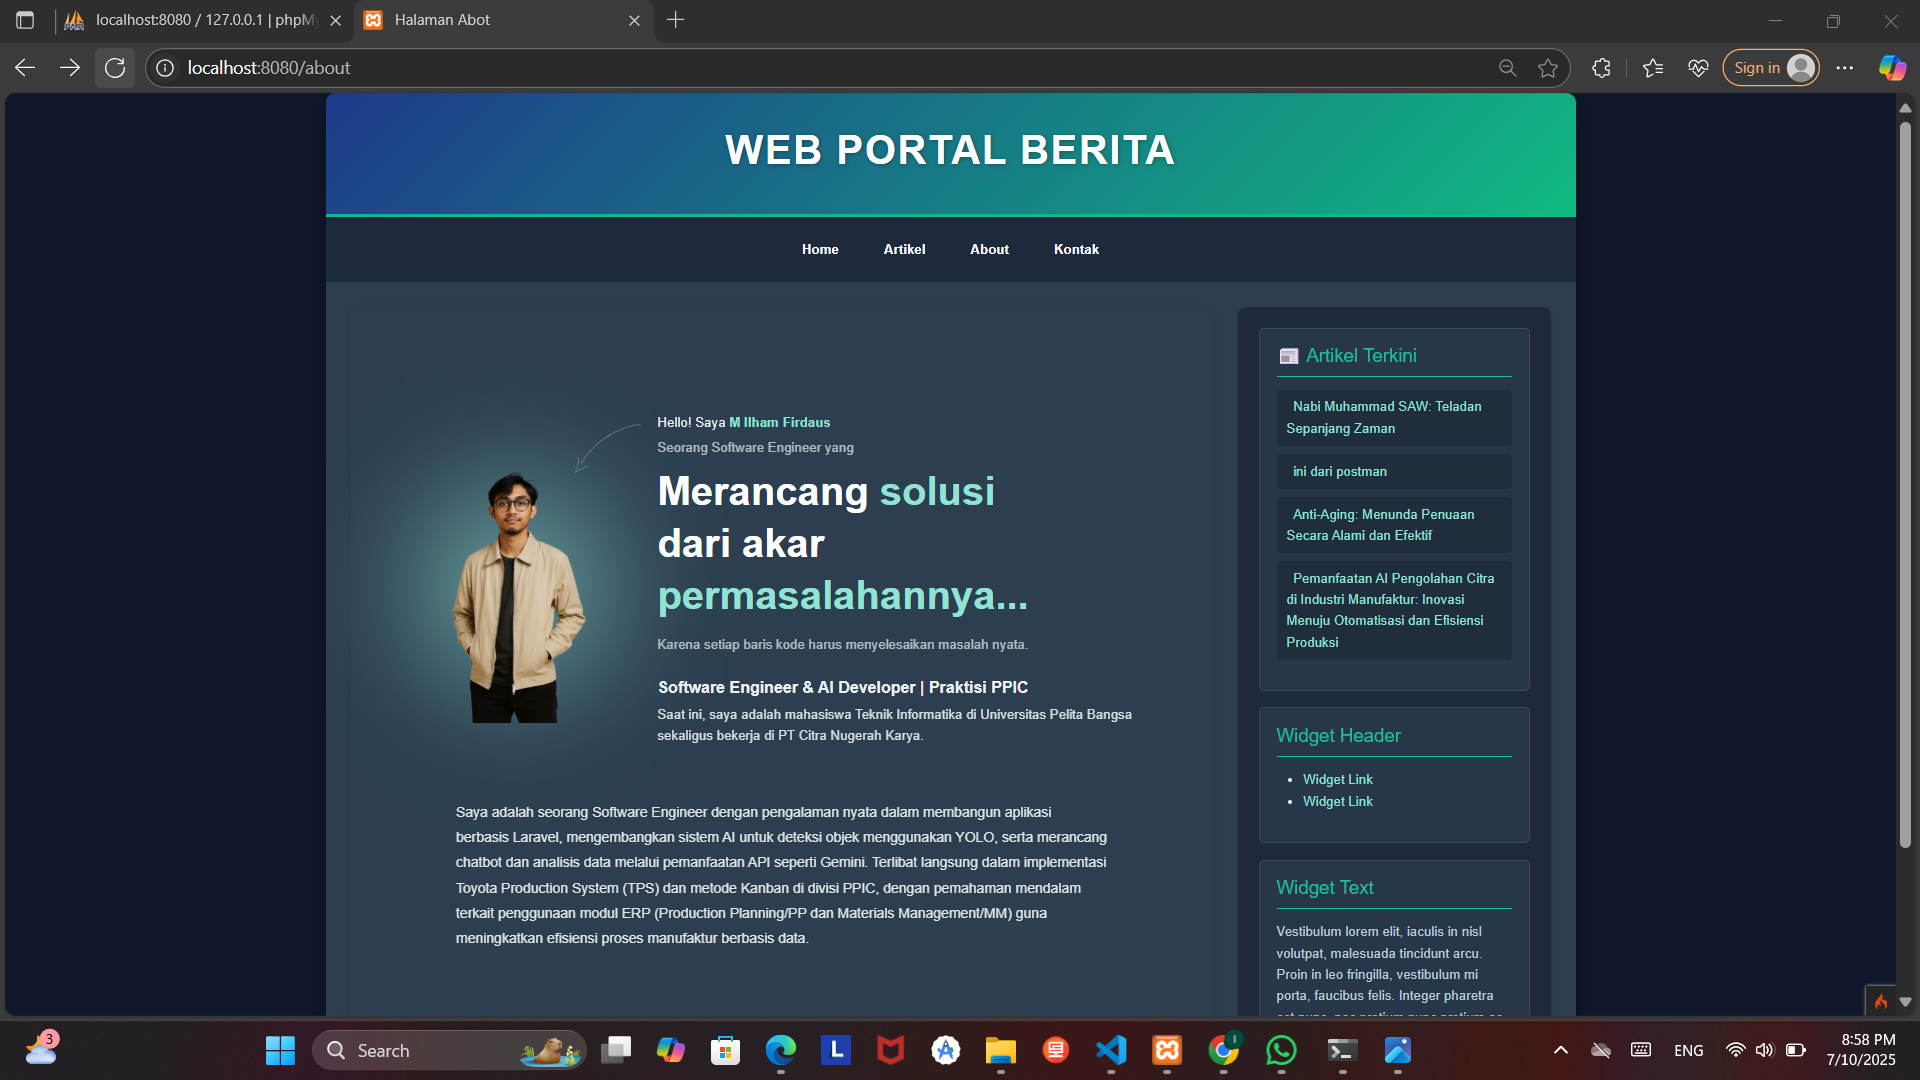 localhost:8080 / 127.0.0.1 | phpMy
Halaman Abot
localhost:8080/about
Sign in
WEB PORTAL BERITA
Home
Artikel
About
Kontak
Hello! Saya M Ilham Firdaus
Seorang Software Engineer yang
Merancang solusi
dari akar
permasalahannya...
Karena setiap baris kode harus menyelesaikan masalah nyata.
Software Engineer & AI Developer | Praktisi PPIC
Saat ini, saya adalah mahasiswa Teknik Informatika di Universitas Pelita Bangsa
sekaligus bekerja di PT Citra Nugerah Karya.
Saya adalah seorang Software Engineer dengan pengalaman nyata dalam membangun aplikasi
berbasis Laravel, mengembangkan sistem AI untuk deteksi objek menggunakan YOLO, serta merancang
chatbot dan analisis data melalui pemanfaatan API seperti Gemini. Terlibat langsung dalam implementasi
Toyota Production System (TPS) dan metode Kanban di divisi PPIC, dengan pemahaman mendalam
terkait penggunaan modul ERP (Production Planning/PP dan Materials Management/MM) guna
meningkatkan efisiensi proses manufaktur berbasis data.
Artikel Terkini
Nabi Muhammad SAW: Teladan
Sepanjang Zaman
ini dari postman
Anti-Aging: Menunda Penuaan
Secara Alami dan Efektif
Pemanfaatan AI Pengolahan Citra
di Industri Manufaktur: Inovasi
Menuju Otomatisasi dan Efisiensi
Produksi
Widget Header
Widget Link
Widget Link
Widget Text
Vestibulum lorem elit, iaculis in nisl
volutpat, malesuada tincidunt arcu.
Proin in leo fringilla, vestibulum mi
porta, faucibus felis. Integer pharetra
3
Search
L
ENG
8:58 PM
7/10/2025